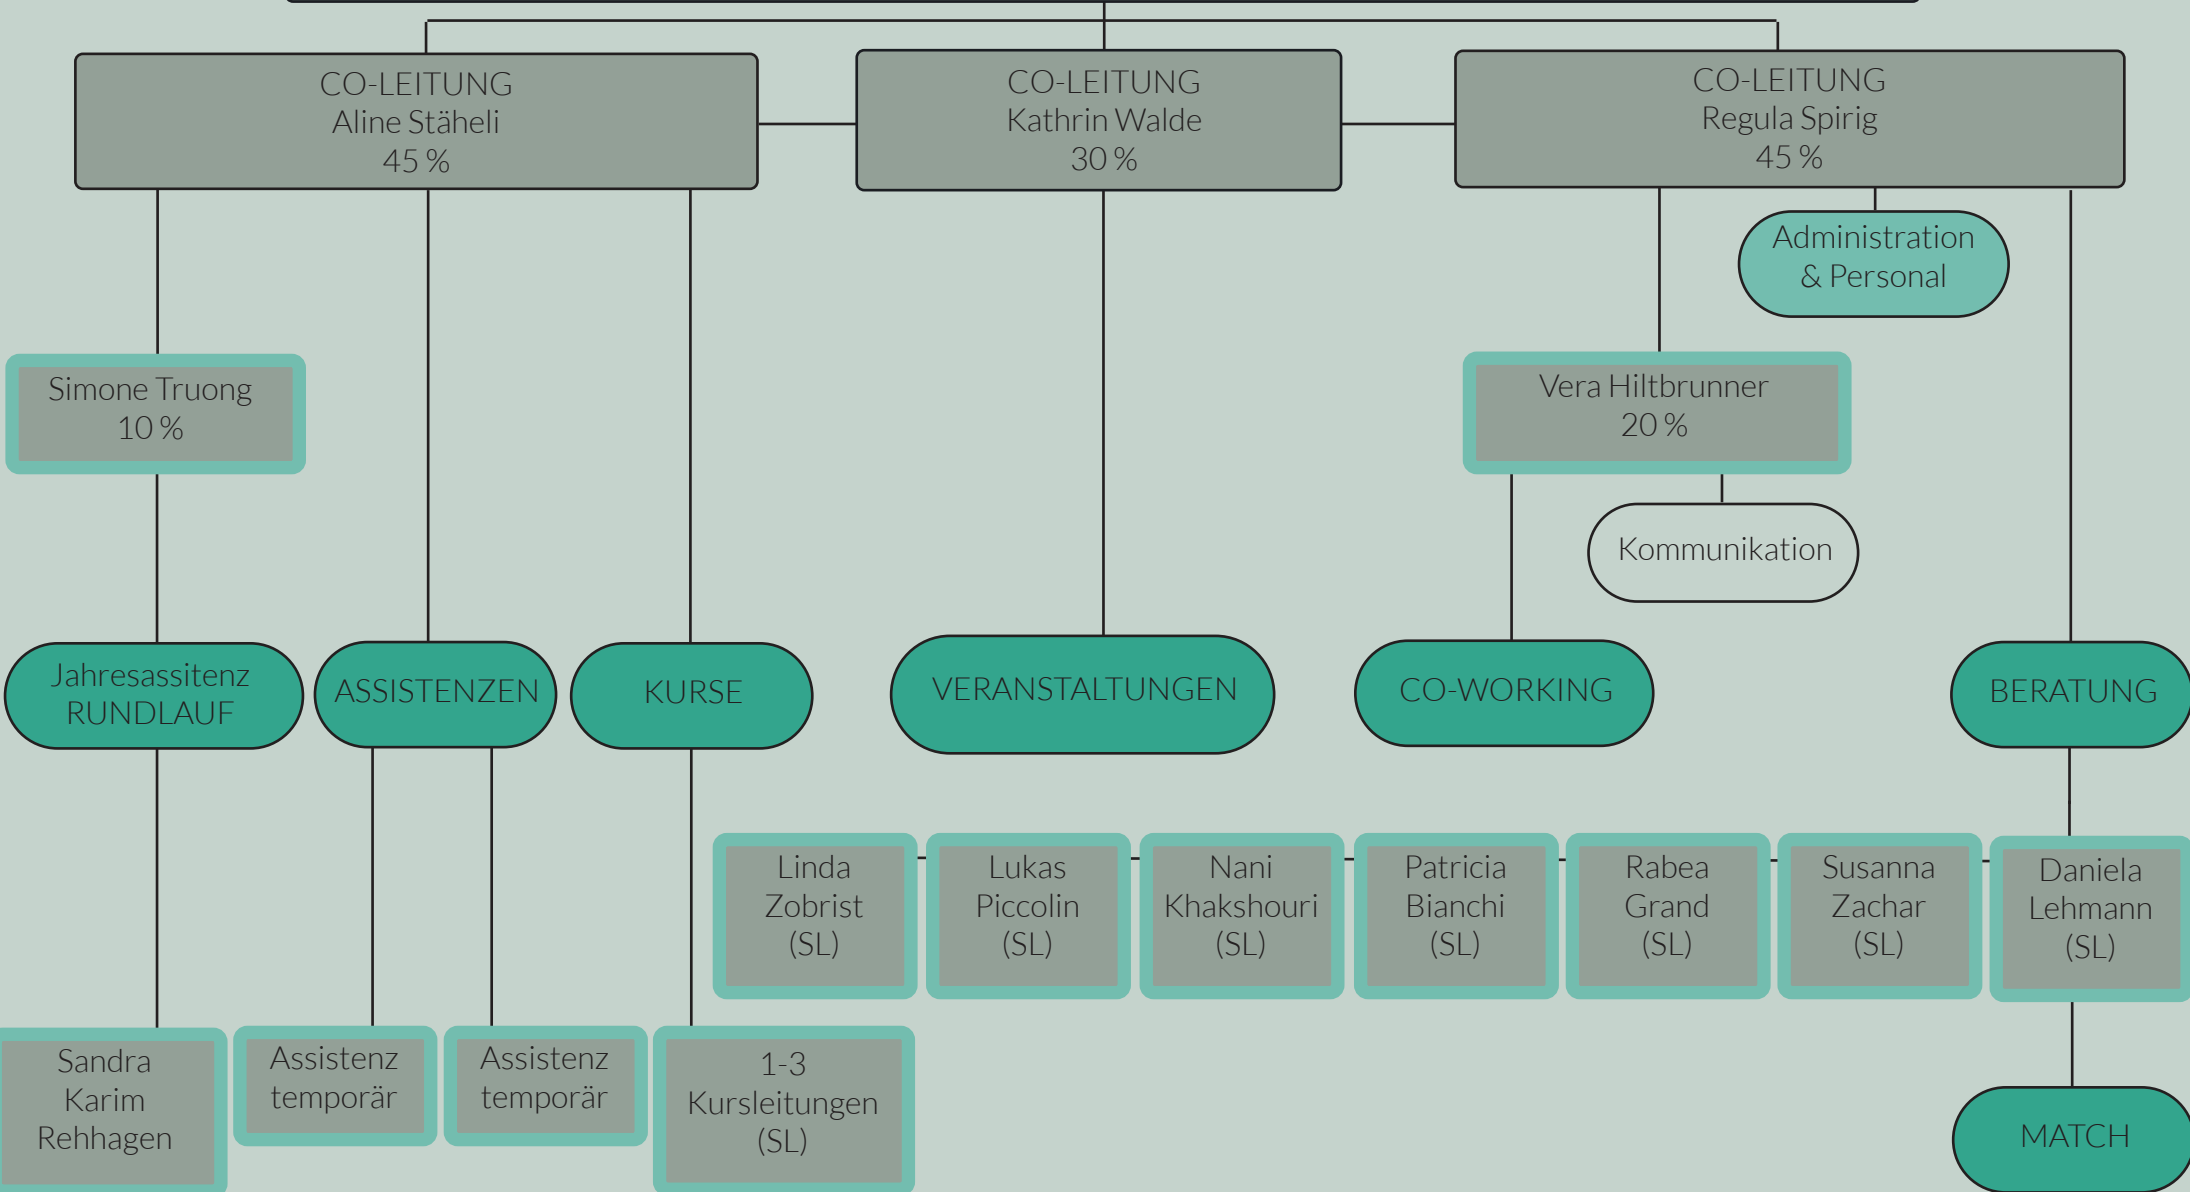 CO-LEITUNG
Aline Stäheli
45 %
CO-LEITUNG
Kathrin Walde
30 %
CO-LEITUNG
Regula Spirig
45 %
Administration
& Personal
Simone Truong
10 %
Vera Hiltbrunner
20 %
Kommunikation
Jahresassitenz
RUNDLAUF
ASSISTENZEN
KURSE
VERANSTALTUNGEN
CO-WORKING
BERATUNG
Linda
Zobrist
(SL)
Lukas
Piccolin
(SL)
Nani
Khakshouri
(SL)
Patricia
Bianchi
(SL)
Rabea
Grand
(SL)
Susanna
Zachar
(SL)
Daniela
Lehmann
(SL)
Sandra
Karim
Rehhagen
Assistenz
temporär
Assistenz
temporär
1-3
Kursleitungen
(SL)
MATCH